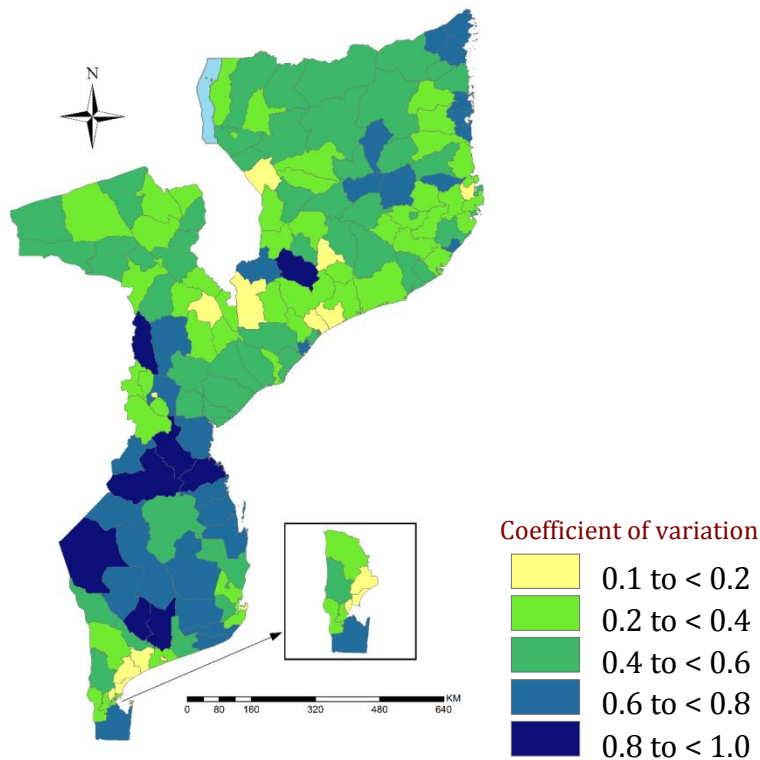 N
Coefficient of variation
0.1 to < 0.2
0.2 to < 0.4
0.4 to < 0.6
0.6 to < 0.8
0.8 to < 1.0
KM
0 80 160 320 480 640